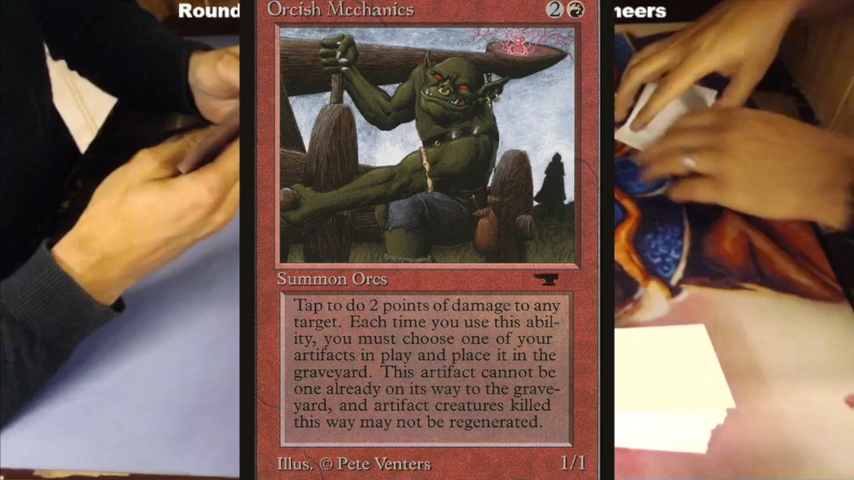 Round
neers
Orcish Mechanics
2
Summon Orcs
Tap to do 2 points of damage to any
target. Each time you use this abil-
ity, you must choose one of your
artifacts in play and place it in the
graveyard. This artifact cannot be
one already on its way to the grave-
yard, and artifact creatures killed
this way may not be regenerated.
Illus. © Pete Venters
1/1